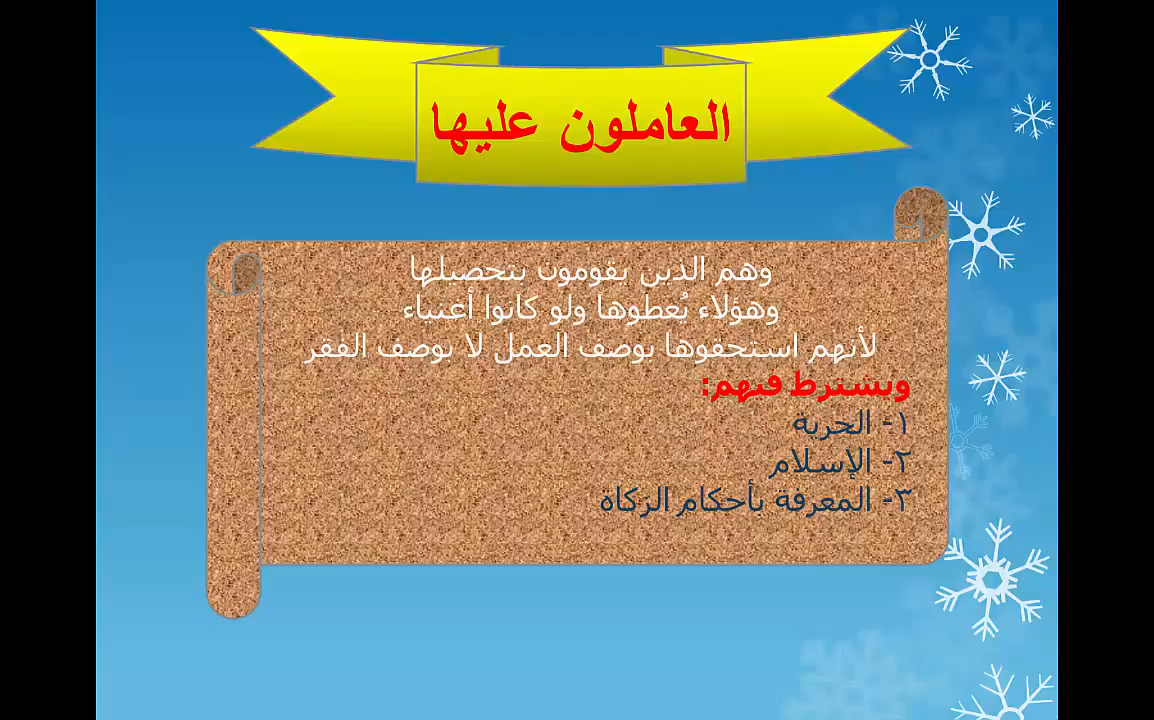 العاملون عليها
وهم الذين يقومون بتحصيلها
وهؤلاء يُعطوها ولو كانوا أغنياء
لأنهم استحقوها بوصف العمل لا بوصف الفقر
ويشترط فيهم:
١- الحرية
٢- الإسلام
٣- المعرفة بأحكام الزكاة